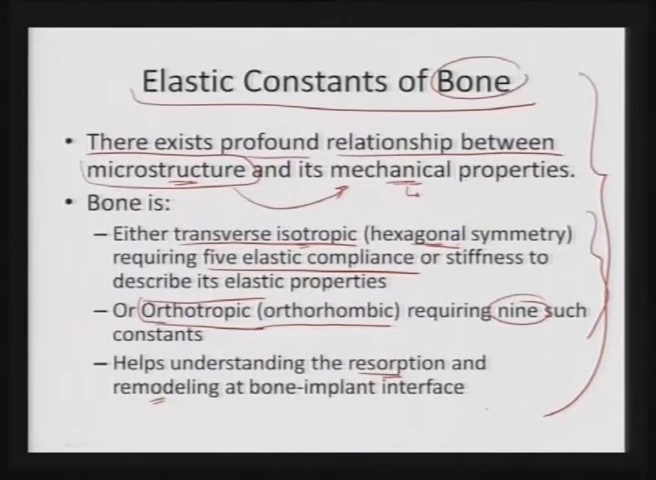 Elastic Constants of Bone
• There exists profound relationship between
microstructure and its mechanical properties.
• Bone is:
– Either transverse isotropic (hexagonal symmetry)
requiring five elastic compliance or stiffness to
describe its elastic properties
– Or Orthotropic (orthorhombic) requiring nine such
constants
– Helps understanding the resorption and
remodeling at bone-implant interface